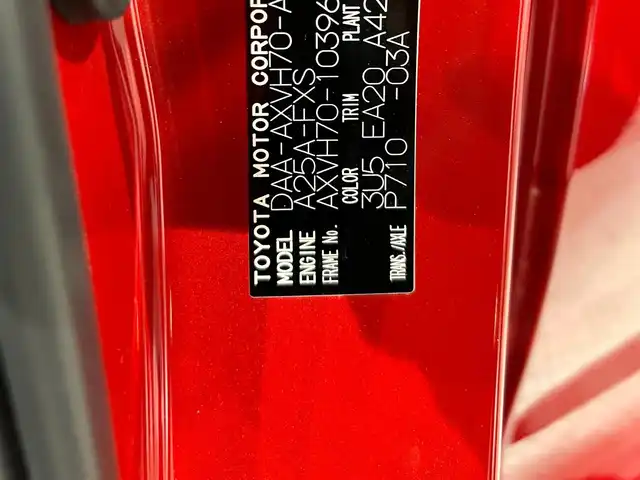 TOYOTA MOTOR CORPOR
MODEL DAA-AXVH70-A
ENGINE A25A-FXS
FRAME No. AXVH70-10396
COLOR TRIM PLANT
3U5 EA20 A42
TRANS./AXLE P710 -03A